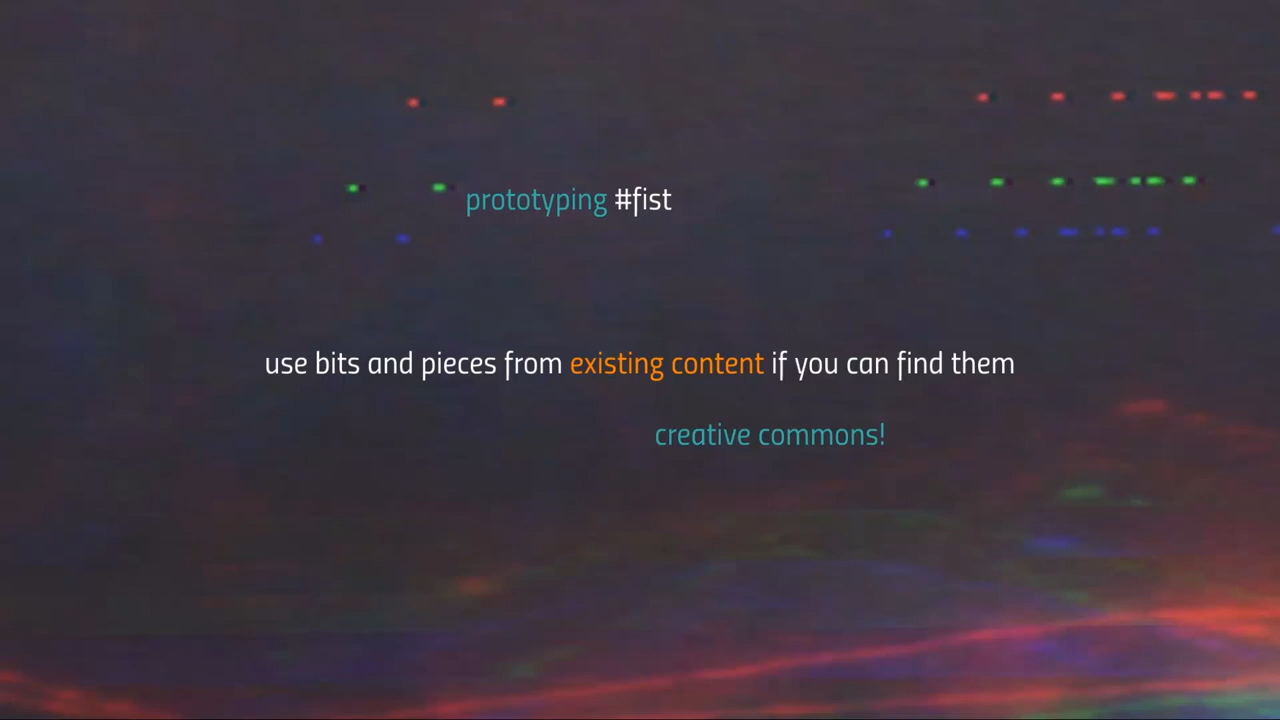 prototyping #fist
use bits and pieces from existing content if you can find them
creative commons!